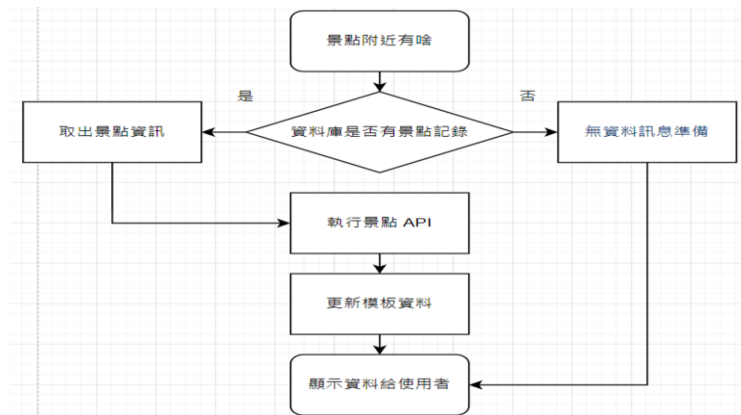 景點附近有啥
是
否
取出景點資訊
資料庫是否有景點記錄
無資料訊息準備
執行景點 API
更新模板資料
顯示資料給使用者